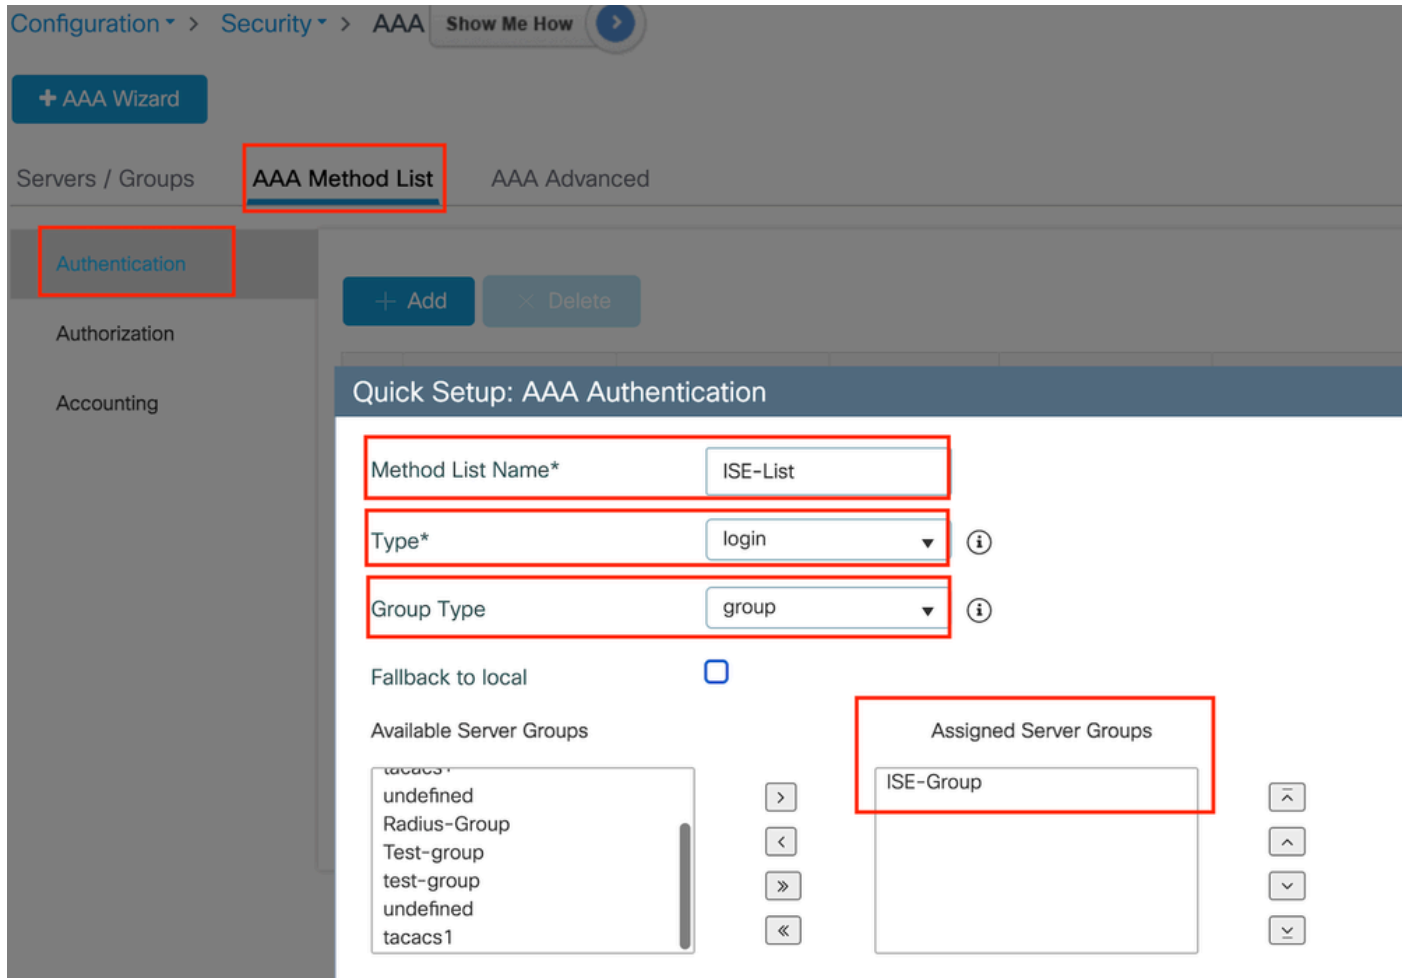 Configuration > Security > AAA Show Me How
+ AAA Wizard
Servers / Groups AAA Method List AAA Advanced
Authentication
Authorization
Accounting
+ Add × Delete
Quick Setup: AAA Authentication
Method List Name* ISE-List
Type* login
Group Type group
Fallback to local
Available Server Groups Assigned Server Groups
undefined
Radius-Group
Test-group
test-group
undefined
tacacs1
ISE-Group